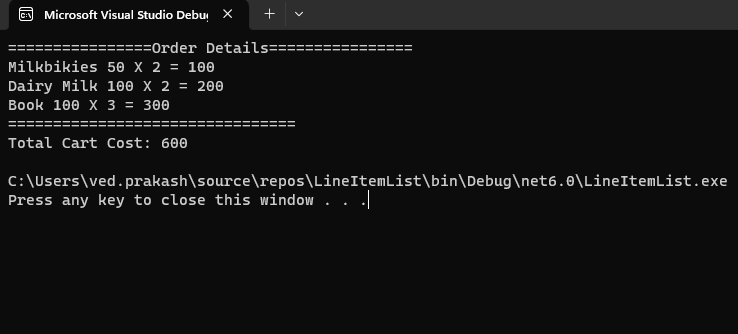 Microsoft Visual Studio Debug
================Order Details================
Milkbikies 50 X 2 = 100
Dairy Milk 100 X 2 = 200
Book 100 X 3 = 300
================================
Total Cart Cost: 600
C:\Users\ved.prakash\source\repos\LineItemList\bin\Debug\net6.0\LineItemList.exe
Press any key to close this window . . .